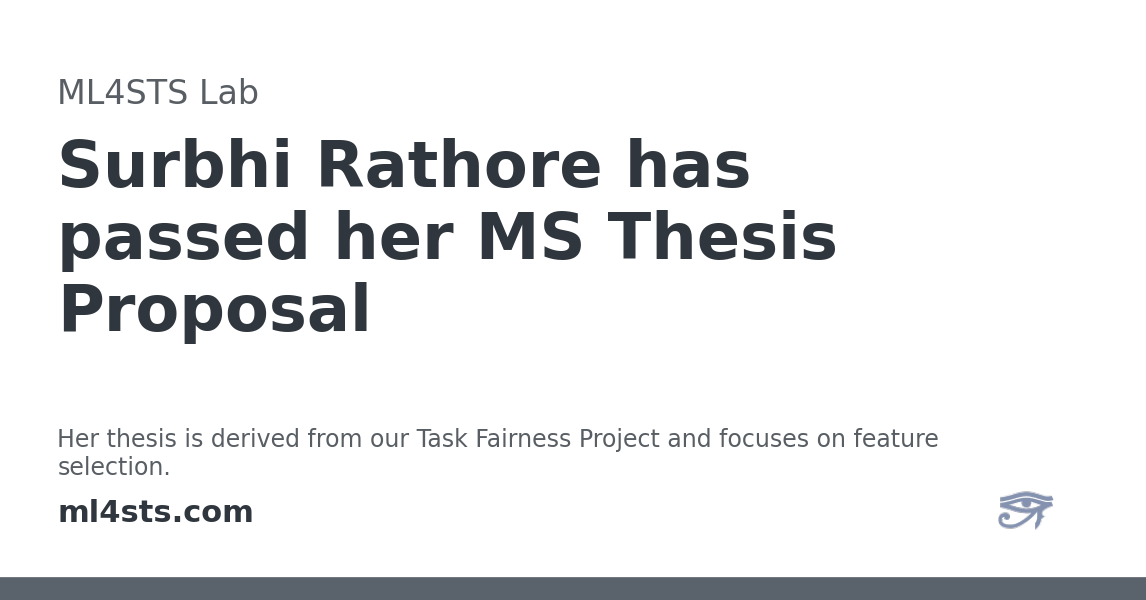 ML4STS Lab
Surbhi Rathore has
passed her MS Thesis
Proposal
Her thesis is derived from our Task Fairness Project and focuses on feature
selection.
ml4sts.com